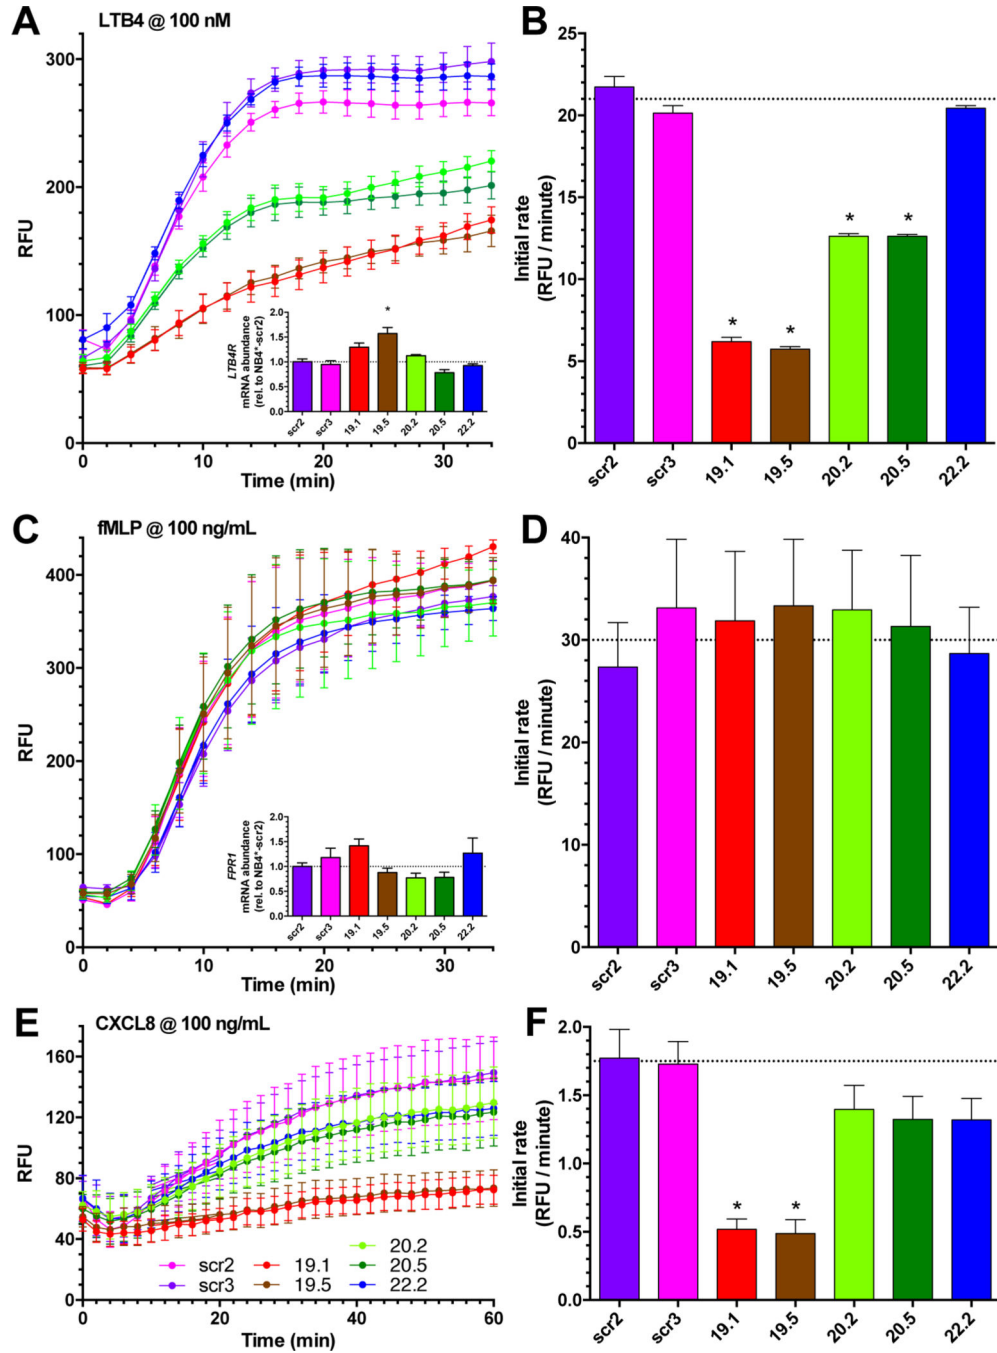 A
LTB4 @ 100 nM
300
200
100
0
RFU
0
10
20
30
Time (min)
2.0
1.5
1.0
0.5
0.0
LTB4R
mRNA abundance
(rel. to NB4*-scr2)
*
scr2
scr3
19.1
19.5
20.2
20.5
22.2
B
25
20
15
10
5
0
Initial rate
(RFU / minute)
*
*
*
*
scr2
scr3
19.1
19.5
20.2
20.5
22.2
C
fMLP @ 100 ng/mL
400
300
200
100
0
RFU
0
10
20
30
Time (min)
2.0
1.5
1.0
0.5
0.0
FPR1
mRNA abundance
(rel. to NB4*-scr2)
scr2
scr3
19.1
19.5
20.2
20.5
22.2
D
40
30
20
10
0
Initial rate
(RFU / minute)
scr2
scr3
19.1
19.5
20.2
20.5
22.2
E
CXCL8 @ 100 ng/mL
160
120
80
40
0
RFU
20.2
scr2
19.1
20.5
scr3
19.5
22.2
0
20
40
60
Time (min)
F
2.0
1.5
1.0
0.5
0.0
Initial rate
(RFU / minute)
*
*
scr2
scr3
19.1
19.5
20.2
20.5
22.2